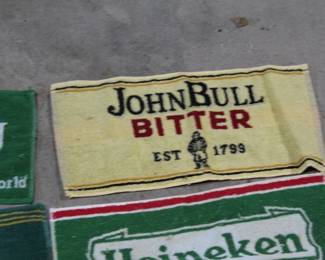 JOHN BULL
BITTER
EST 1799
orld
Heineken